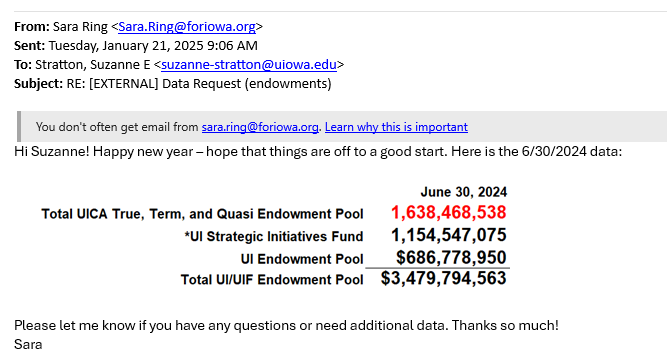 From: Sara Ring <Sara.Ring@foriowa.org>
Sent: Tuesday, January 21, 2025 9:06 AM
To: Stratton, Suzanne E <suzanne-stratton@uiowa.edu>
Subject: RE: [EXTERNAL] Data Request (endowments)
You don't often get email from sara.ring@foriowa.org. Learn why this is important
Hi Suzanne! Happy new year – hope that things are off to a good start. Here is the 6/30/2024 data:
June 30, 2024
Total UICA True, Term, and Quasi Endowment Pool 1,638,468,538
*UI Strategic Initiatives Fund 1,154,547,075
UI Endowment Pool $686,778,950
Total UI/UIF Endowment Pool $3,479,794,563
Please let me know if you have any questions or need additional data. Thanks so much!
Sara